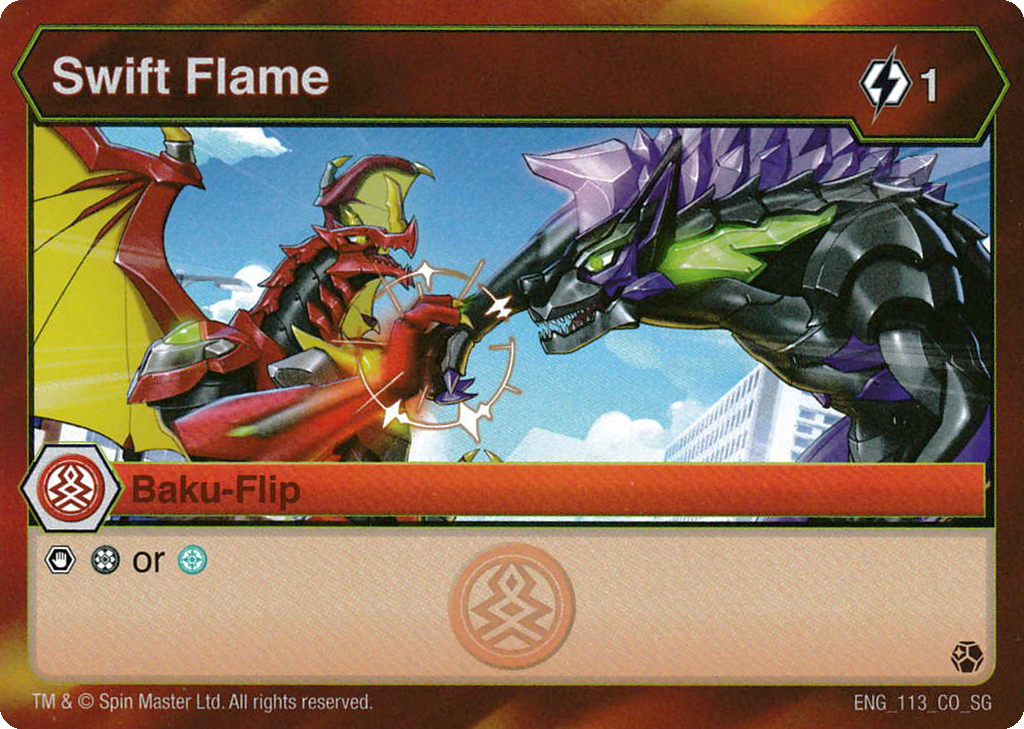 Swift Flame
1
Baku-Flip
or
TM & © Spin Master Ltd. All rights reserved.
ENG_113_CO_SG